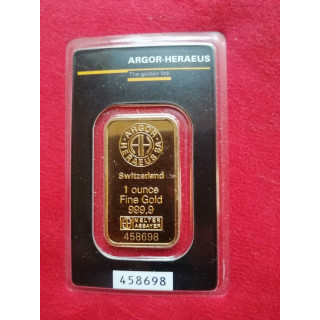 ARGOR-HERAEUS
The golden link
ARGOR
HERAEUS SA
Switzerland
1 ounce
Fine Gold
999,9
MELTER
ASSAYER
458698
458698